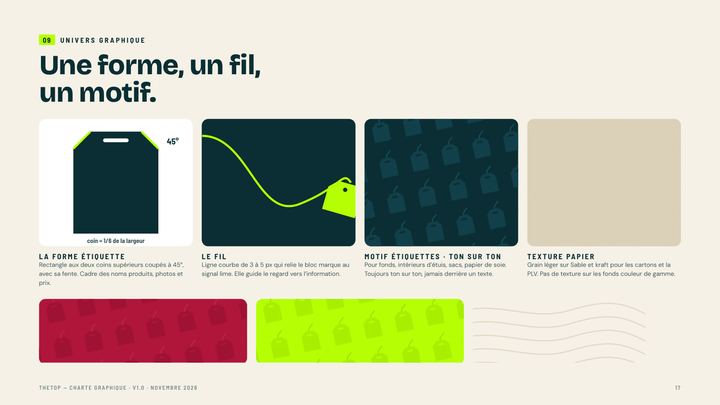 09 UNIVERS GRAPHIQUE
Une forme, un fil,
un motif.
45°
coin = 1/6 de la largeur
LA FORME ÉTIQUETTE
Rectangle aux deux coins supérieurs coupés à 45°,
avec sa fente. Cadre des noms produits, photos et
prix.
LE FIL
Ligne courbe de 3 à 5 px qui relie le bloc marque au
signal lime. Elle guide le regard vers l'information.
MOTIF ÉTIQUETTES · TON SUR TON
Pour fonds, intérieurs d'étuis, sacs, papier de soie.
Toujours ton sur ton, jamais derrière un texte.
TEXTURE PAPIER
Grain léger sur Sable et kraft pour les cartons et la
PLV. Pas de texture sur les fonds couleur de gamme.
THETOP — CHARTE GRAPHIQUE · V1.0 · NOVEMBRE 2026
17